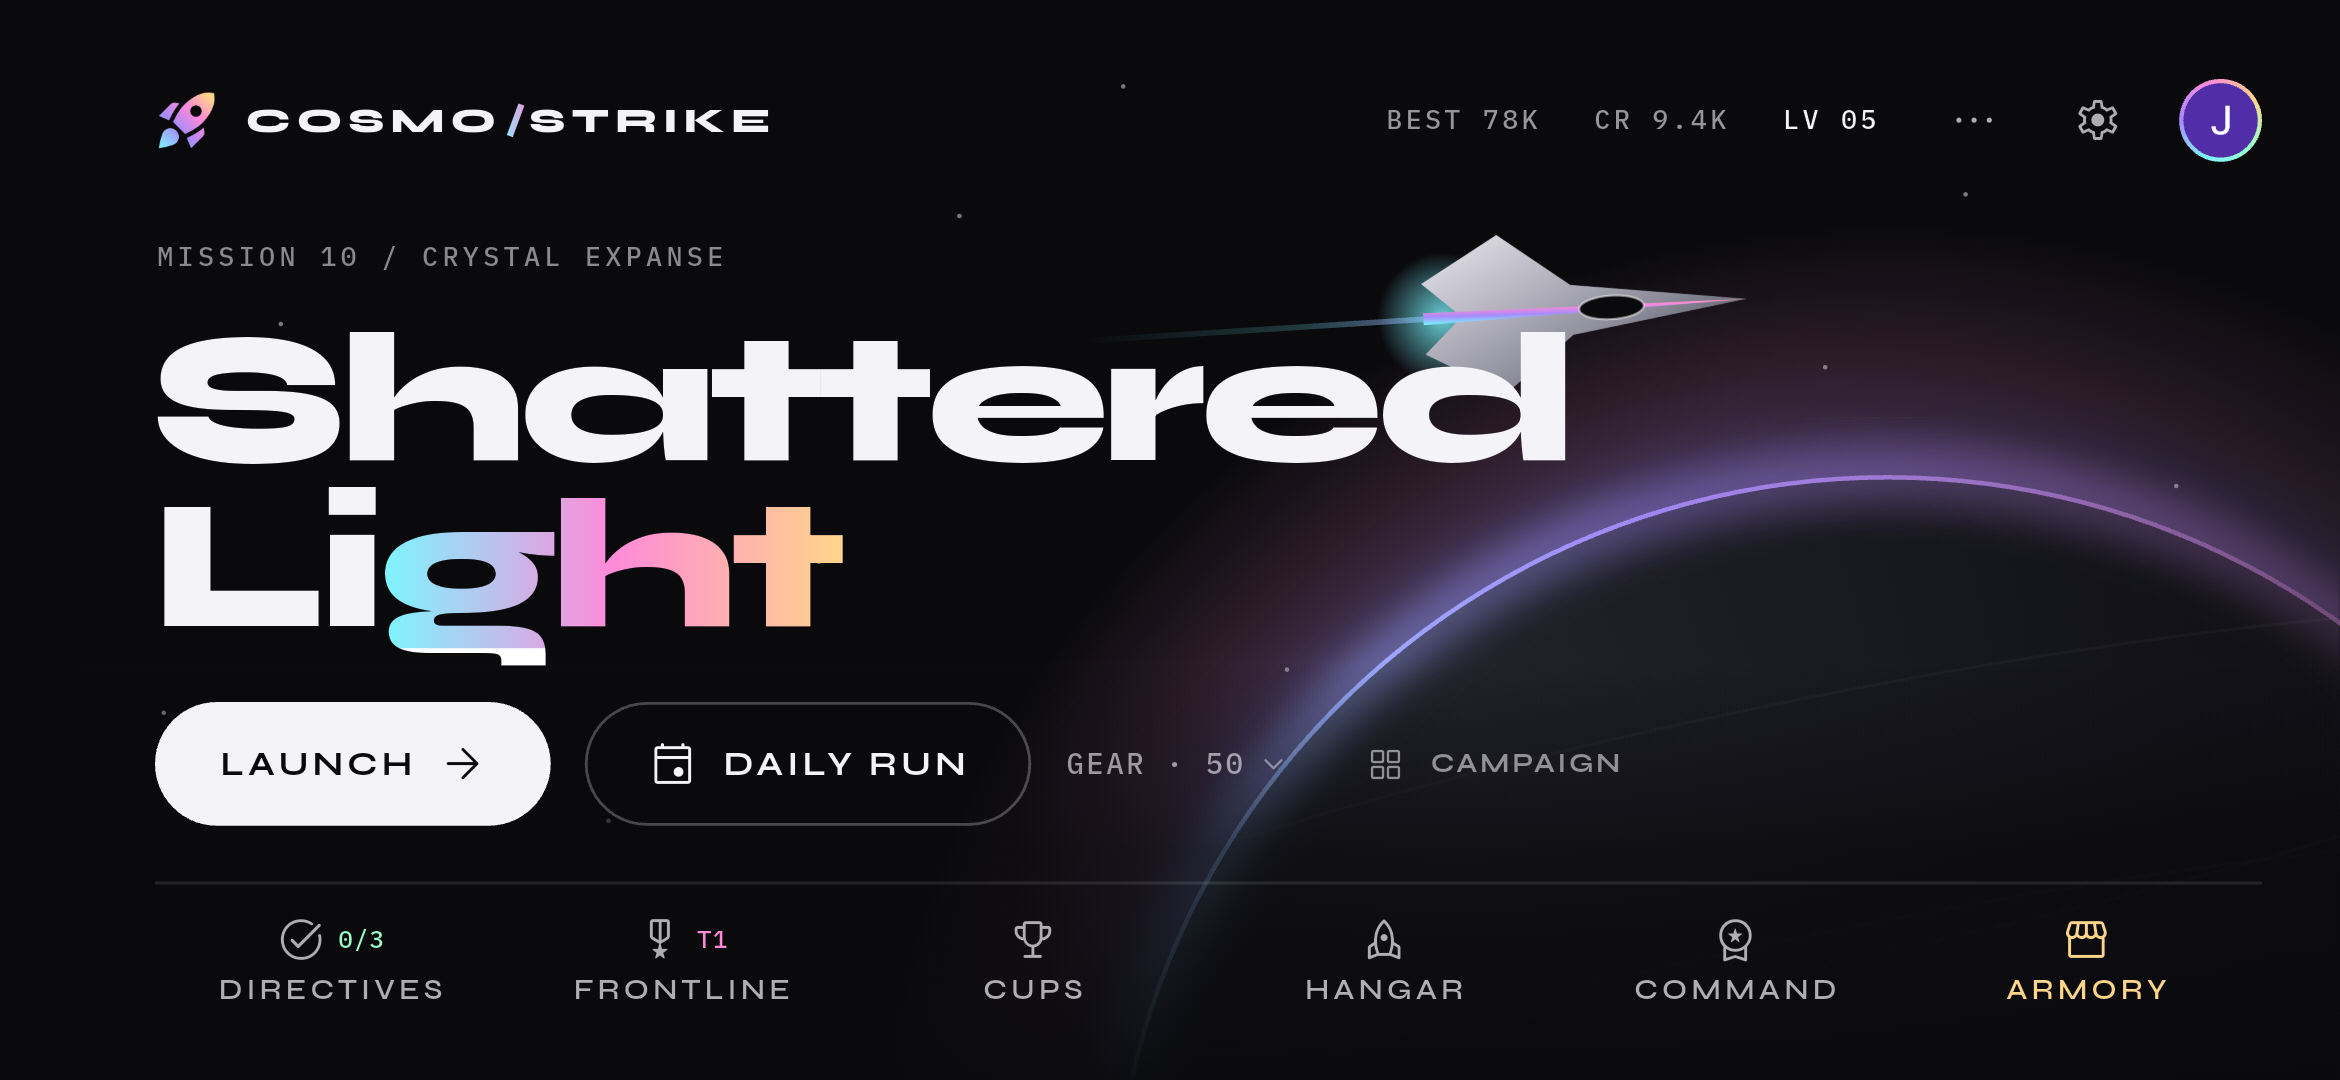 COSMO/STRIKE
BEST 78K CR 9.4K LV 05 ··· J
MISSION 10 / CRYSTAL EXPANSE
Shattered
Light
LAUNCH → DAILY RUN GEAR · 50 CAMPAIGN
0/3 T1
DIRECTIVES FRONTLINE CUPS HANGAR COMMAND ARMORY